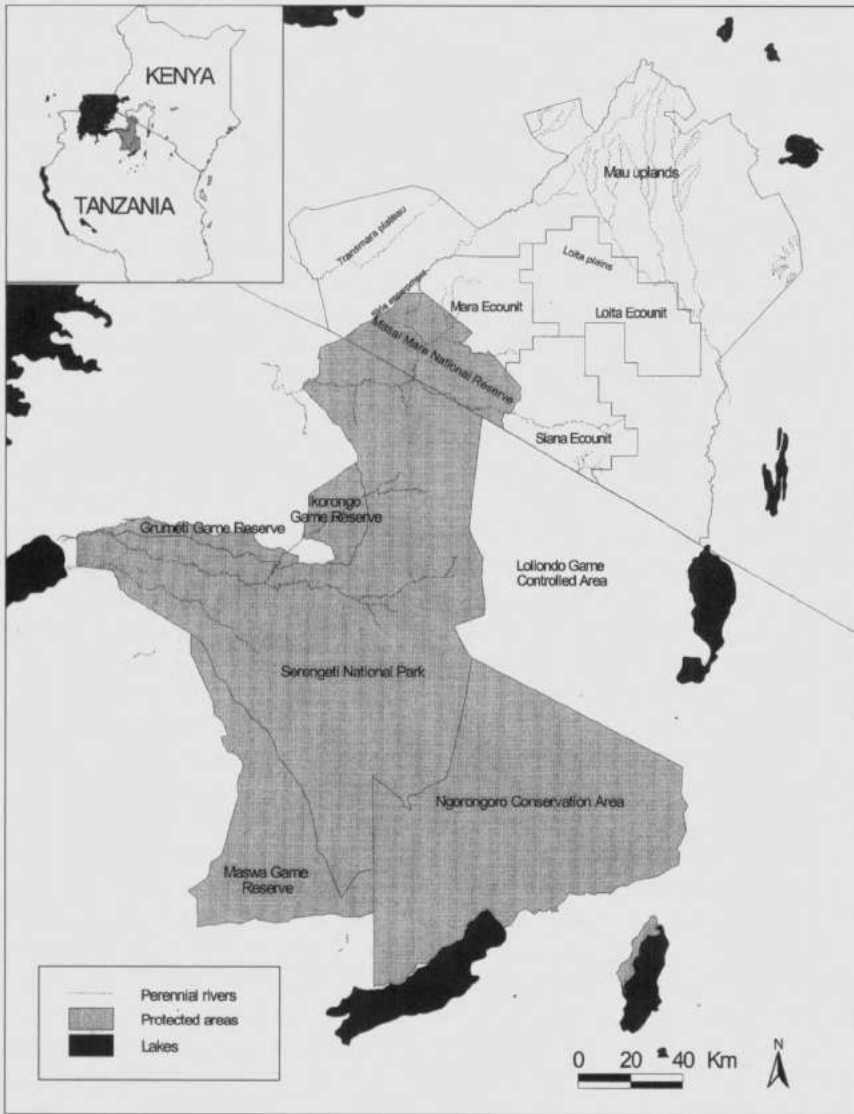 KENYA
TANZANIA
Mau uplands
Transmara plateau
Loita plains
Mara Ecounit
Loita Ecounit
Masai Mara National Reserve
Siana Ecounit
Ikorongo
Game Reserve
Grumeti Game Reserve
Loliondo Game
Controlled Area
Serengeti National Park
Ngorongoro Conservation Area
Maswa Game
Reserve
Perennial rivers
Protected areas
Lakes
0 20 40 Km
N